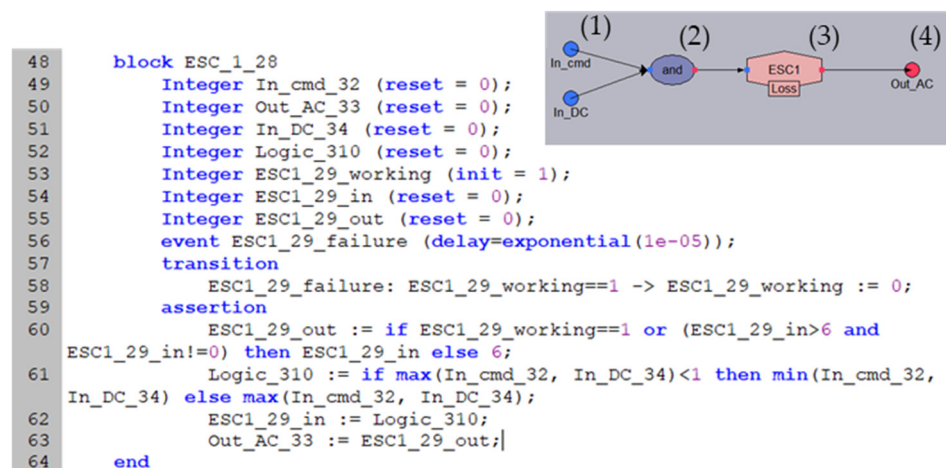 48 block ESC_1_28
49 Integer In_cmd_32 (reset = 0);
50 Integer Out_AC_33 (reset = 0);
51 Integer In_DC_34 (reset = 0);
52 Integer Logic_310 (reset = 0);
53 Integer ESC1_29_working (init = 1);
54 Integer ESC1_29_in (reset = 0);
55 Integer ESC1_29_out (reset = 0);
56 event ESC1_29_failure (delay=exponential(1e-05));
57 transition
58 ESC1_29_failure: ESC1_29_working==1 -> ESC1_29_working := 0;
59 assertion
60 ESC1_29_out := if ESC1_29_working==1 or (ESC1_29_in>6 and
ESC1_29_in!=0) then ESC1_29_in else 6;
61 Logic_310 := if max(In_cmd_32, In_DC_34)<1 then min(In_cmd_32,
In_DC_34) else max(In_cmd_32, In_DC_34);
62 ESC1_29_in := Logic_310;
63 Out_AC_33 := ESC1_29_out;
64 end
(1) (2) (3) (4)
In_cmd
and
ESC1
Loss
Out_AC
In_DC